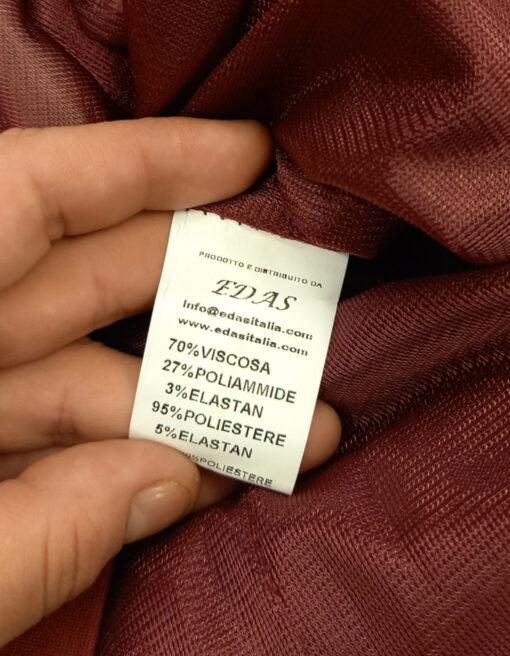 PRODOTTO E DISTRIBUITO DA
EDAS
Info@edasitalia.com
www.edasitalia.com
70%VISCOSA
27%POLIAMMIDE
3%ELASTAN
95%POLIESTERE
5%ELASTAN
%POLIESTERE